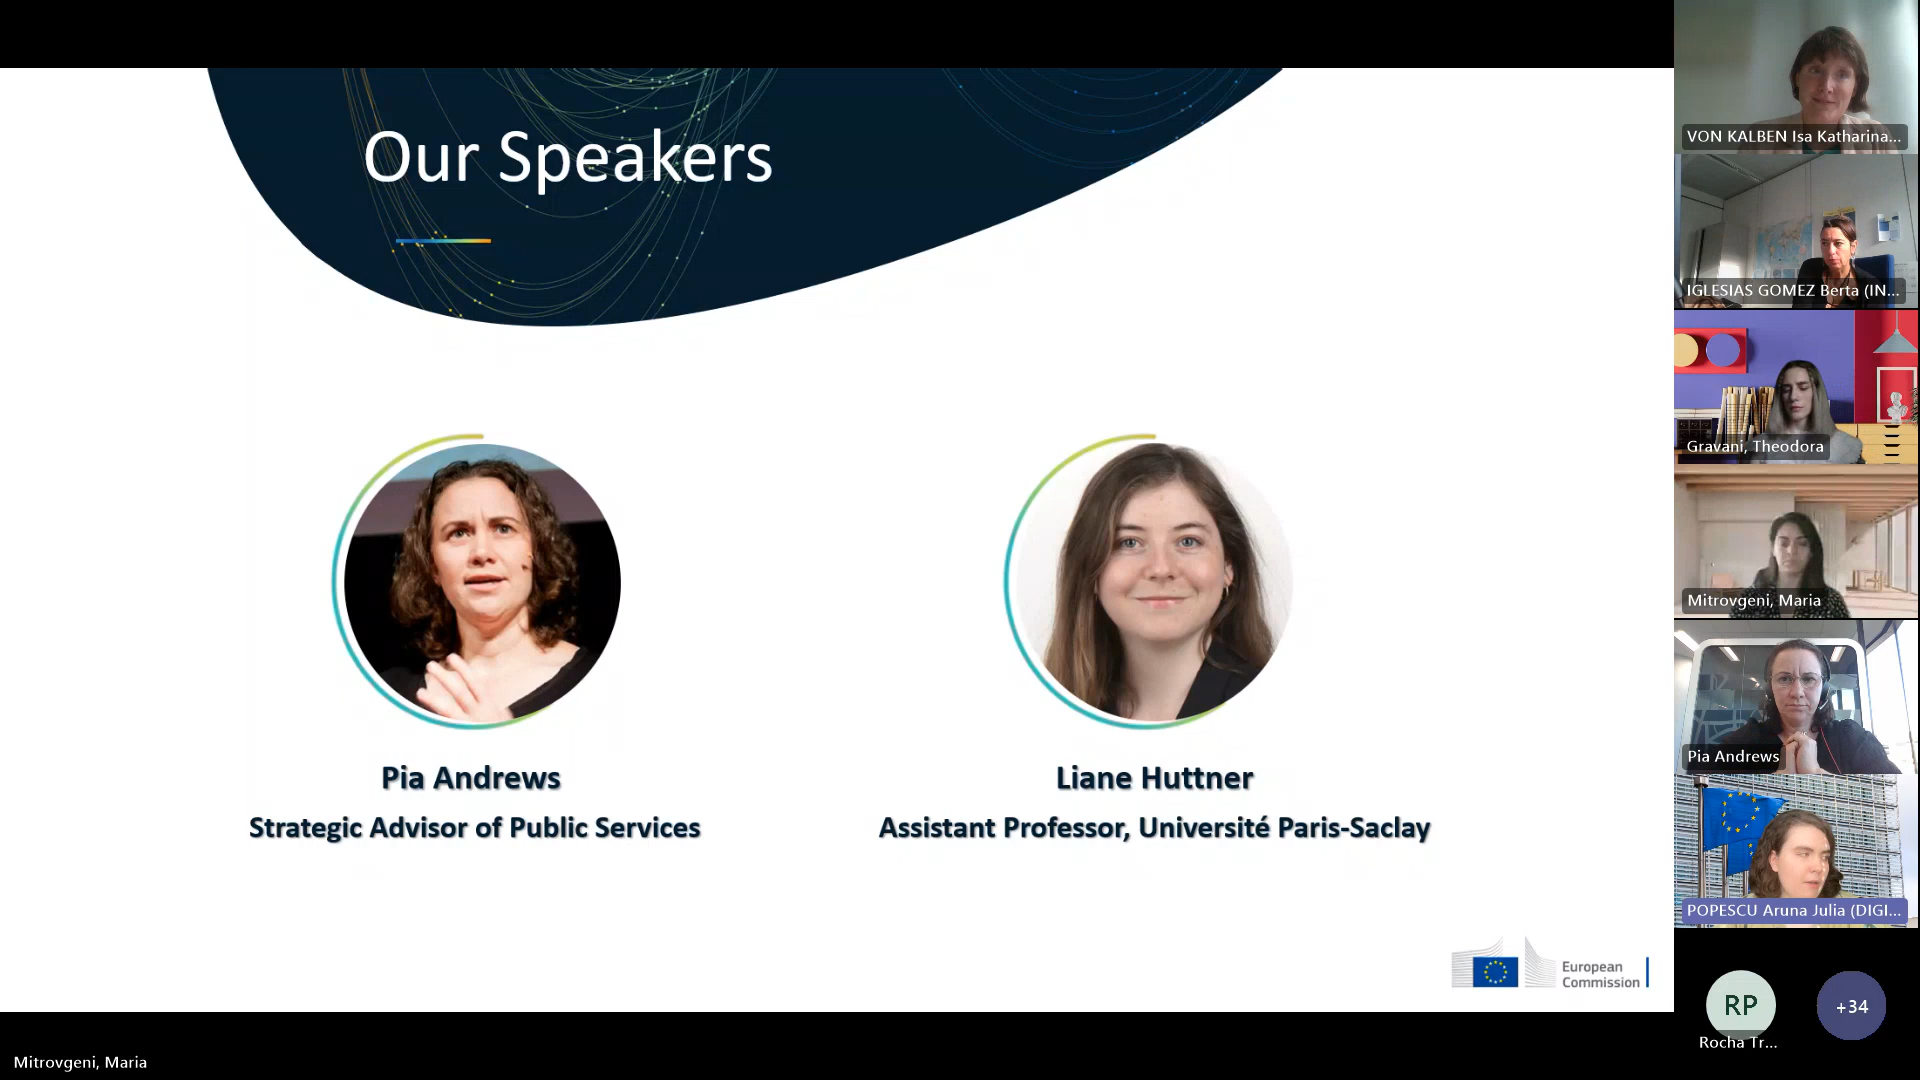 Our Speakers
Pia Andrews
Strategic Advisor of Public Services
Liane Huttner
Assistant Professor, Université Paris-Saclay
European
Commission
VON KALBEN Isa Katharina...
IGLESIAS GOMEZ Berta (IN...
Gravani, Theodora
Mitrovgeni, Maria
Pia Andrews
POPESCU Aruna Julia (DIGI...
RP
+34
Rocha Tr...
Mitrovgeni, Maria